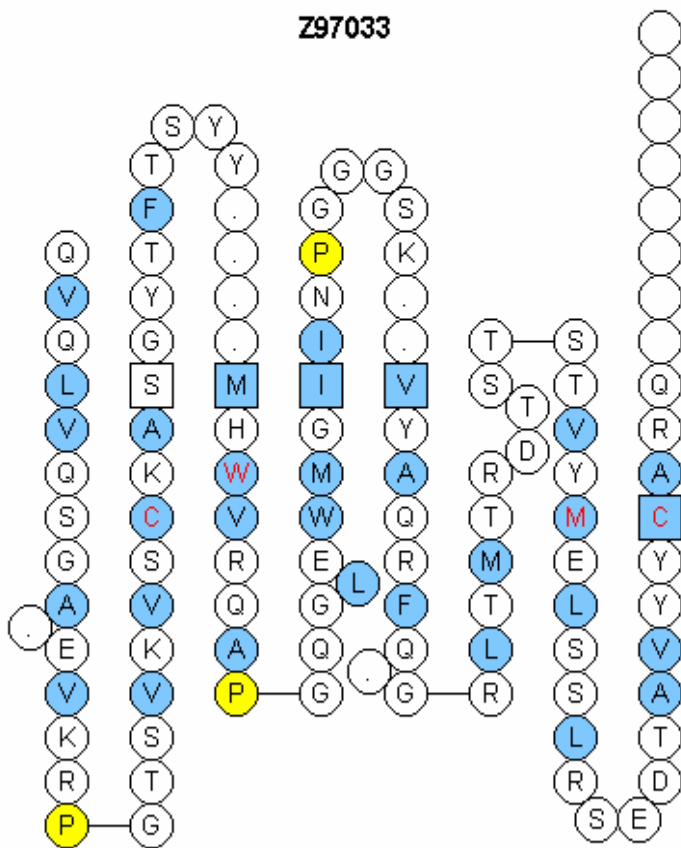 Z97033
Q V Q L V Q S G A . E V K R P
G T S V K V S C K A S G Y T F T S Y
Y . . . . M H W V R Q A P
G Q G L E W M G I I N P G G
G S K . . V Y A Q R F Q . G
R L T M T R D T S T
S T V Y M E L S S L R S
E D T A V Y Y C A R Q